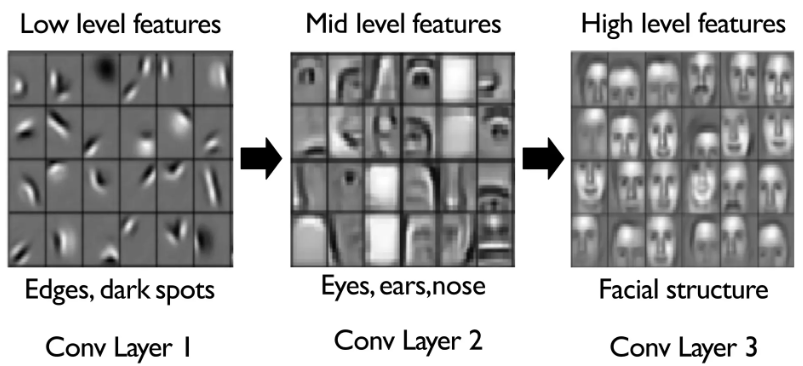 Low level features
Mid level features
High level features
Edges, dark spots
Eyes, ears,nose
Facial structure
Conv Layer 1
Conv Layer 2
Conv Layer 3